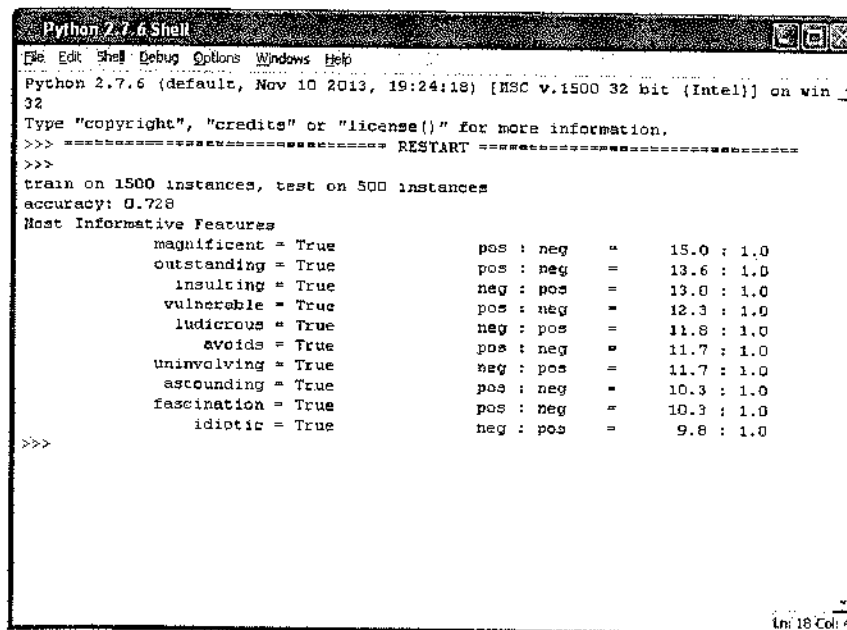 Python 2.7.6 Shell
File Edit Shell Debug Options Windows Help
Python 2.7.6 (default, Nov 10 2013, 19:24:18) [MSC v.1500 32 bit (Intel)] on win
32
Type "copyright", "credits" or "license()" for more information.
>>> ================================ RESTART ================================
>>>
train on 1500 instances, test on 500 instances
accuracy: 0.728
Most Informative Features
magnificent = True pos : neg = 15.0 : 1.0
outstanding = True pos : neg = 13.6 : 1.0
insulting = True neg : pos = 13.0 : 1.0
vulnerable = True pos : neg = 12.3 : 1.0
ludicrous = True neg : pos = 11.8 : 1.0
avoids = True pos : neg = 11.7 : 1.0
uninvolving = True neg : pos = 11.7 : 1.0
astounding = True pos : neg = 10.3 : 1.0
fascination = True pos : neg = 10.3 : 1.0
idiotic = True neg : pos = 9.8 : 1.0
>>>
Ln: 18 Col: 4